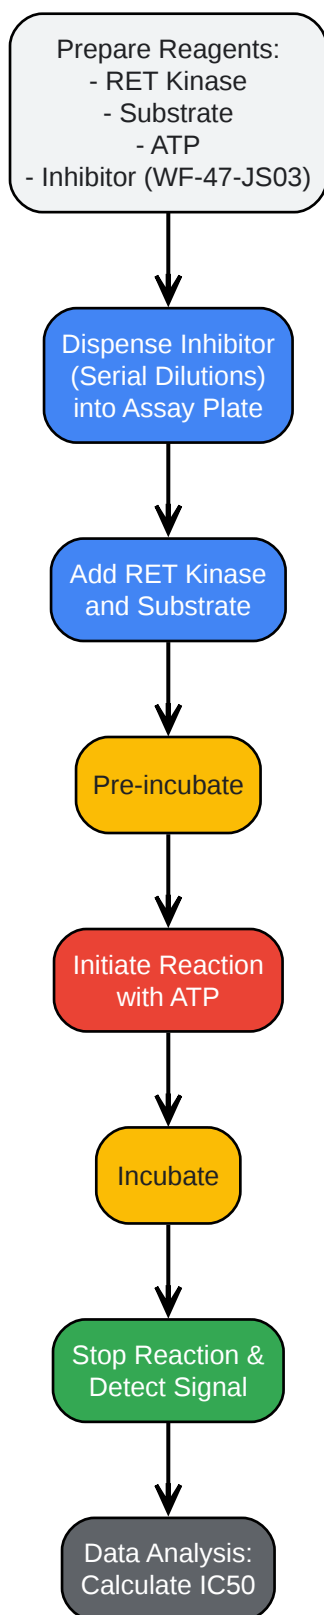 Prepare Reagents:
- RET Kinase
- Substrate
- ATP
- Inhibitor (WF-47-JS03)
Dispense Inhibitor
(Serial Dilutions)
into Assay Plate
Add RET Kinase
and Substrate
Pre-incubate
Initiate Reaction
with ATP
Incubate
Stop Reaction &
Detect Signal
Data Analysis:
Calculate IC50